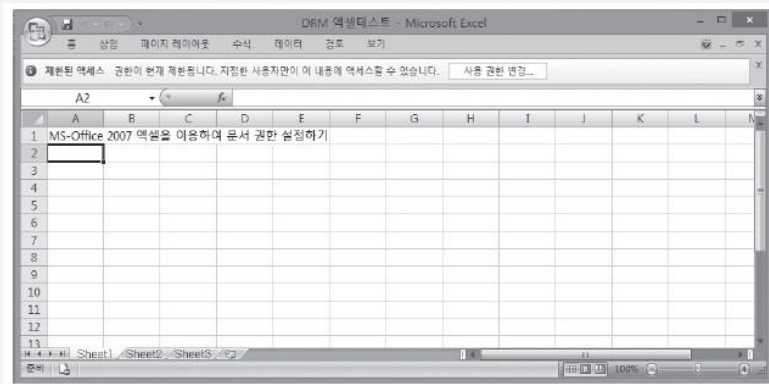 DRM 엑셀테스트 - Microsoft Excel
홈 삽입 페이지 레이아웃 수식 데이터 검토 보기
제한된 액세스 권한이 현재 제한됩니다. 지정한 사용자만이 이 내용에 액세스할 수 있습니다. 사용 권한 변경...
A2 fx
A B C D E F G H I J K L M
1 MS-Office 2007 엑셀을 이용하여 문서 권한 설정하기
2
3
4
5
6
7
8
9
10
11
12
13
Sheet1 Sheet2 Sheet3
준비 100%